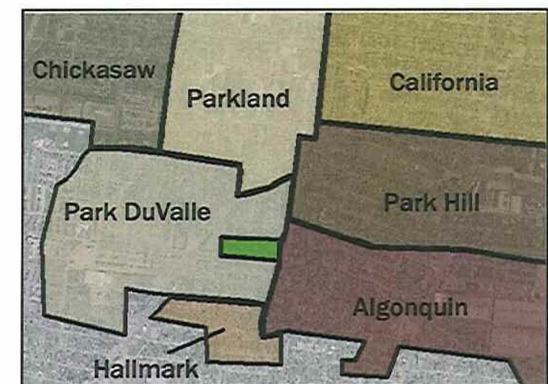 Chickasaw
Parkland
California
Park DuValle
Park Hill
Algonquin
Hallmark